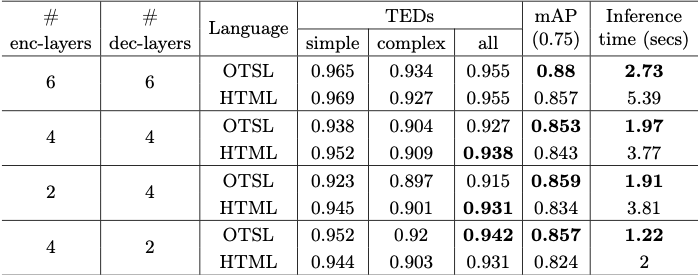 # # Language TEDs mAP Inference
enc-layers dec-layers simple complex all (0.75) time (secs)
6 6 OTSL 0.965 0.934 0.955 0.88 2.73
HTML 0.969 0.927 0.955 0.857 5.39
4 4 OTSL 0.938 0.904 0.927 0.853 1.97
HTML 0.952 0.909 0.938 0.843 3.77
2 4 OTSL 0.923 0.897 0.915 0.859 1.91
HTML 0.945 0.901 0.931 0.834 3.81
4 2 OTSL 0.952 0.92 0.942 0.857 1.22
HTML 0.944 0.903 0.931 0.824 2